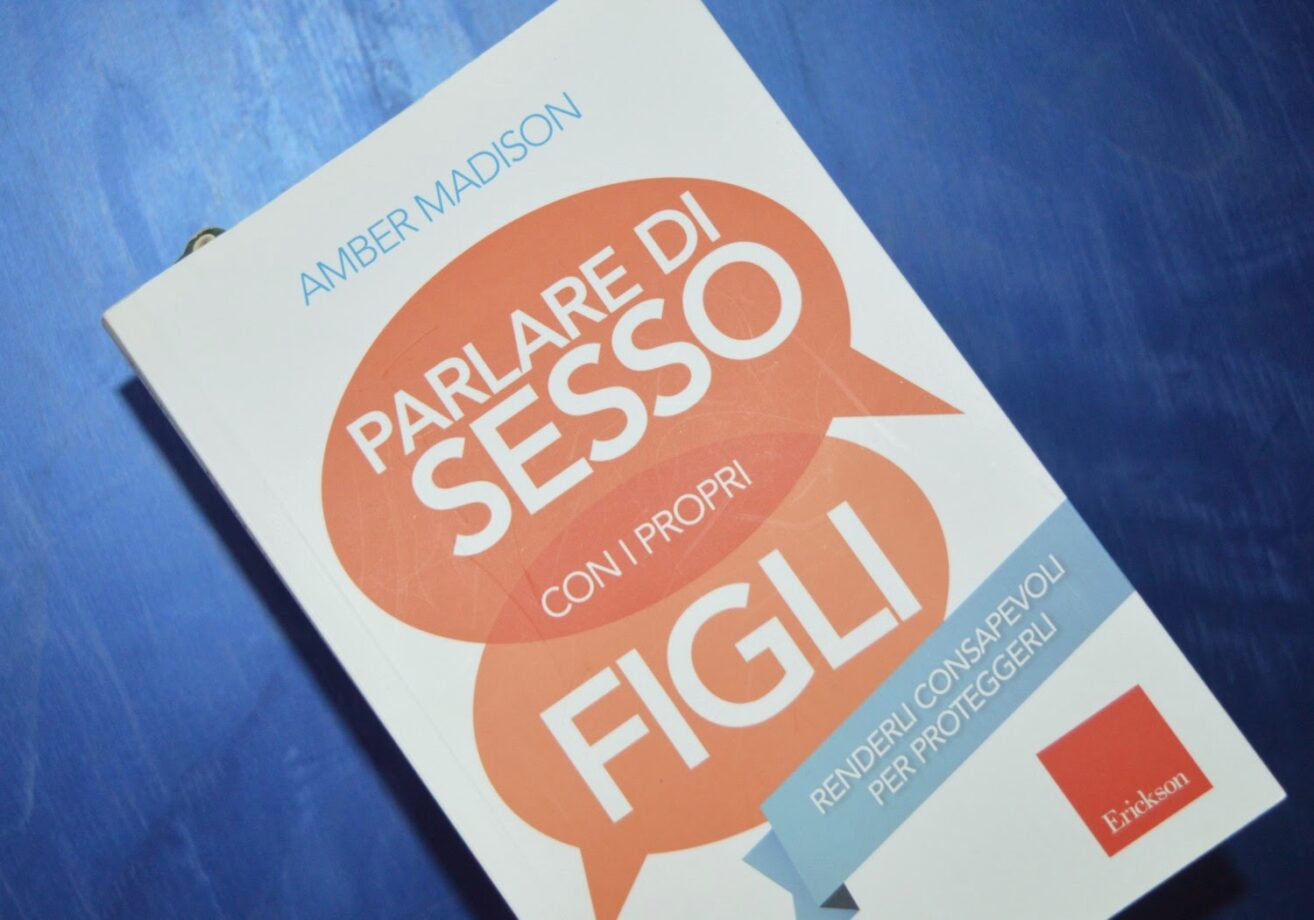 AMBER MADISON
PARLARE DI
SESSO
CON I PROPRI
FIGLI
RENDERLI CONSAPEVOLI
PER PROTEGGERLI
Erickson